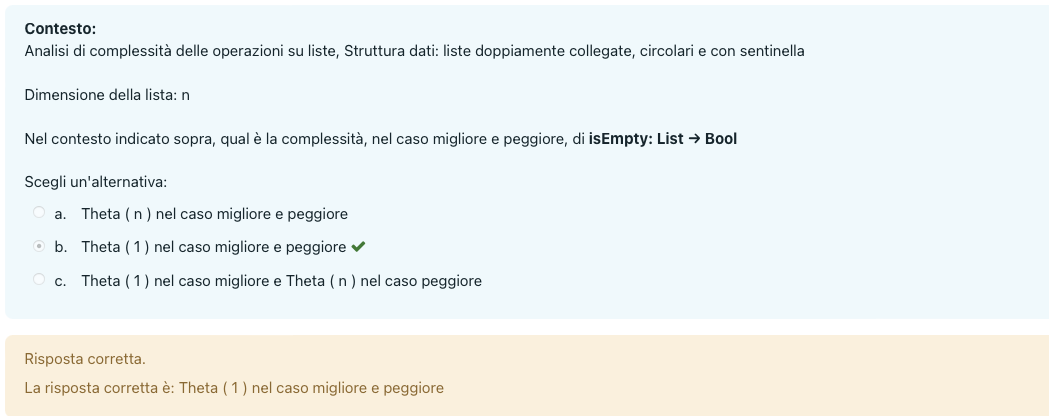 Contesto:
Analisi di complessità delle operazioni su liste, Struttura dati: liste doppiamente collegate, circolari e con sentinella
Dimensione della lista: n
Nel contesto indicato sopra, qual è la complessità, nel caso migliore e peggiore, di isEmpty: List → Bool
Scegli un'alternativa:
a. Theta ( n ) nel caso migliore e peggiore
b. Theta ( 1 ) nel caso migliore e peggiore ✔
c. Theta ( 1 ) nel caso migliore e Theta ( n ) nel caso peggiore
Risposta corretta.
La risposta corretta è: Theta ( 1 ) nel caso migliore e peggiore